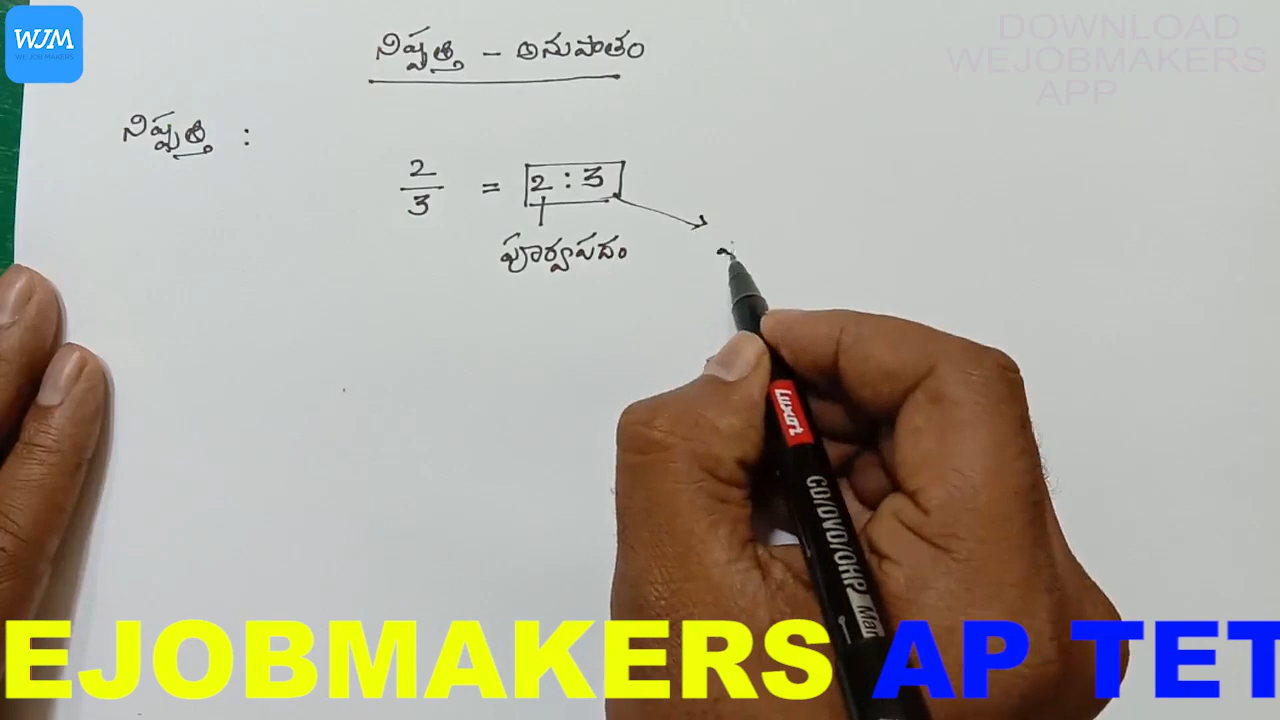 WJM
WE JOB MAKERS
DOWNLOAD
WEJOBMAKERS
APP
నిష్పత్తి - అనుపాతం
నిష్పత్తి :
2/3 = 2 : 3
పూర్వపదం
Luxor
CD/DVD/OHP Mar
EJOBMAKERS AP TET